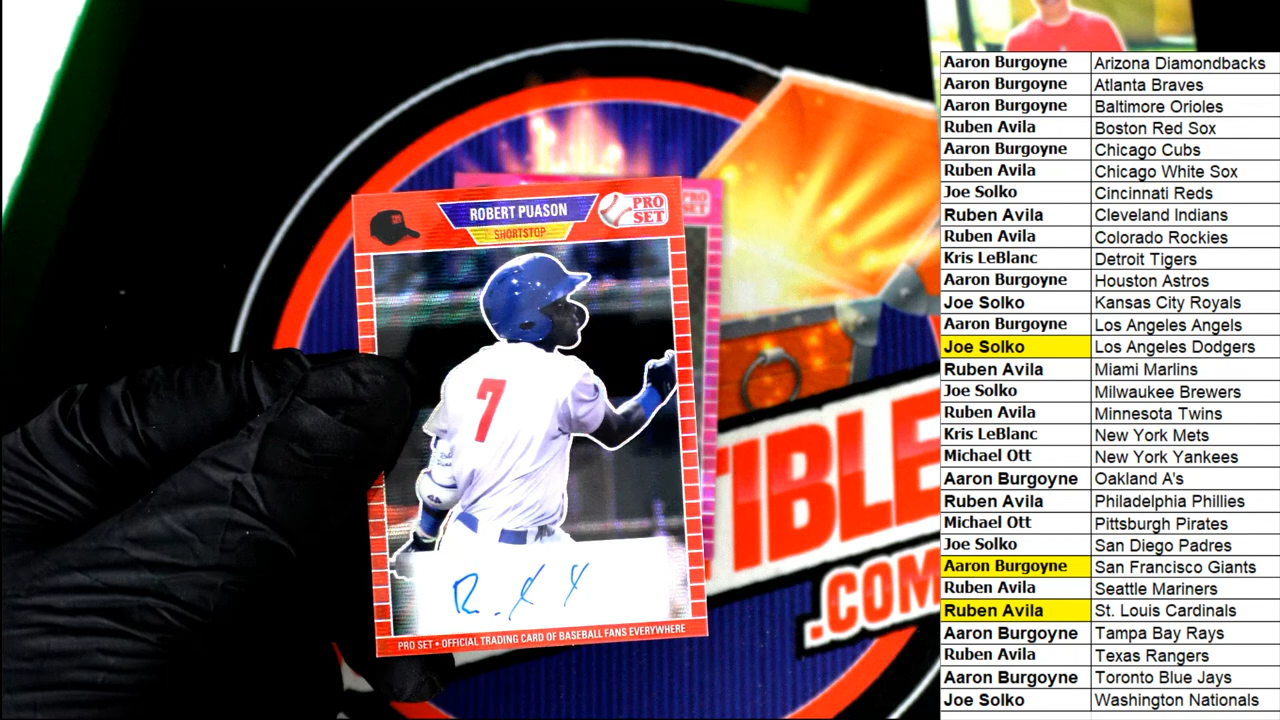 ROBERT PUASON
SHORTSTOP
PRO
SET
PRO
SET
7
PRO SET • OFFICIAL TRADING CARD OF BASEBALL FANS EVERYWHERE
TIBLE
.COM
Aaron Burgoyne Arizona Diamondbacks
Aaron Burgoyne Atlanta Braves
Aaron Burgoyne Baltimore Orioles
Ruben Avila Boston Red Sox
Aaron Burgoyne Chicago Cubs
Ruben Avila Chicago White Sox
Joe Solko Cincinnati Reds
Ruben Avila Cleveland Indians
Ruben Avila Colorado Rockies
Kris LeBlanc Detroit Tigers
Aaron Burgoyne Houston Astros
Joe Solko Kansas City Royals
Aaron Burgoyne Los Angeles Angels
Joe Solko Los Angeles Dodgers
Ruben Avila Miami Marlins
Joe Solko Milwaukee Brewers
Ruben Avila Minnesota Twins
Kris LeBlanc New York Mets
Michael Ott New York Yankees
Aaron Burgoyne Oakland A's
Ruben Avila Philadelphia Phillies
Michael Ott Pittsburgh Pirates
Joe Solko San Diego Padres
Aaron Burgoyne San Francisco Giants
Ruben Avila Seattle Mariners
Ruben Avila St. Louis Cardinals
Aaron Burgoyne Tampa Bay Rays
Ruben Avila Texas Rangers
Aaron Burgoyne Toronto Blue Jays
Joe Solko Washington Nationals